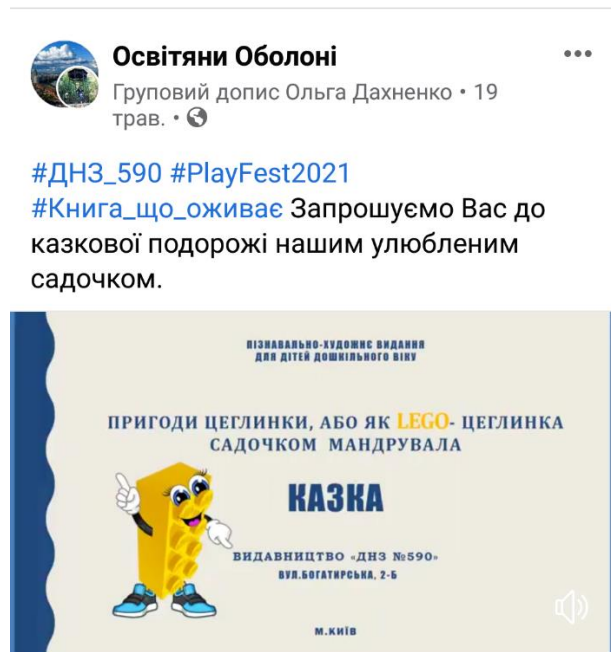 Освітяни Оболоні
Груповий допис Ольга Дахненко • 19
трав. •
#ДНЗ_590 #PlayFest2021
#Книга_що_оживає Запрошуємо Вас до
казкової подорожі нашим улюбленим
садочком.
ПІЗНАВАЛЬНО-ХУДОЖНЄ ВИДАННЯ
ДЛЯ ДІТЕЙ ДОШКІЛЬНОГО ВІКУ
ПРИГОДИ ЦЕГЛИНКИ, АБО ЯК LEGO- ЦЕГЛИНКА
САДОЧКОМ МАНДРУВАЛА
КАЗКА
ВИДАВНИЦТВО «ДНЗ №590»
ВУЛ.БОГАТИРСЬКА, 2-Б
М.КИЇВ